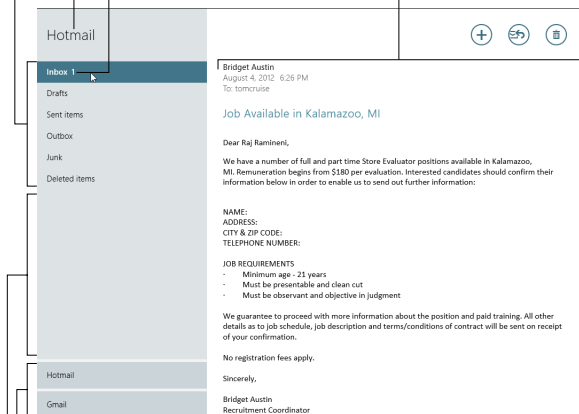 Hotmail
Inbox 1
Drafts
Sent items
Outbox
Junk
Deleted items
Hotmail
Gmail
Bridget Austin
August 4, 2012 6:26 PM
To: tomcruise
Job Available in Kalamazoo, MI
Dear Raj Ramineni,
We have a number of full and part time Store Evaluator positions available in Kalamazoo,
MI. Remuneration begins from $180 per evaluation. Interested candidates should confirm their
information below in order to enable us to send out further information:
NAME:
ADDRESS:
CITY & ZIP CODE:
TELEPHONE NUMBER:
JOB REQUIREMENTS
· Minimum age - 21 years
· Must be presentable and clean cut
· Must be observant and objective in judgment
We guarantee to proceed with more information about the position and paid training. All other
details as to job schedule, job description and terms/conditions of contract will be sent on receipt
of your confirmation.
No registration fees apply.
Sincerely,
Bridget Austin
Recruitment Coordinator